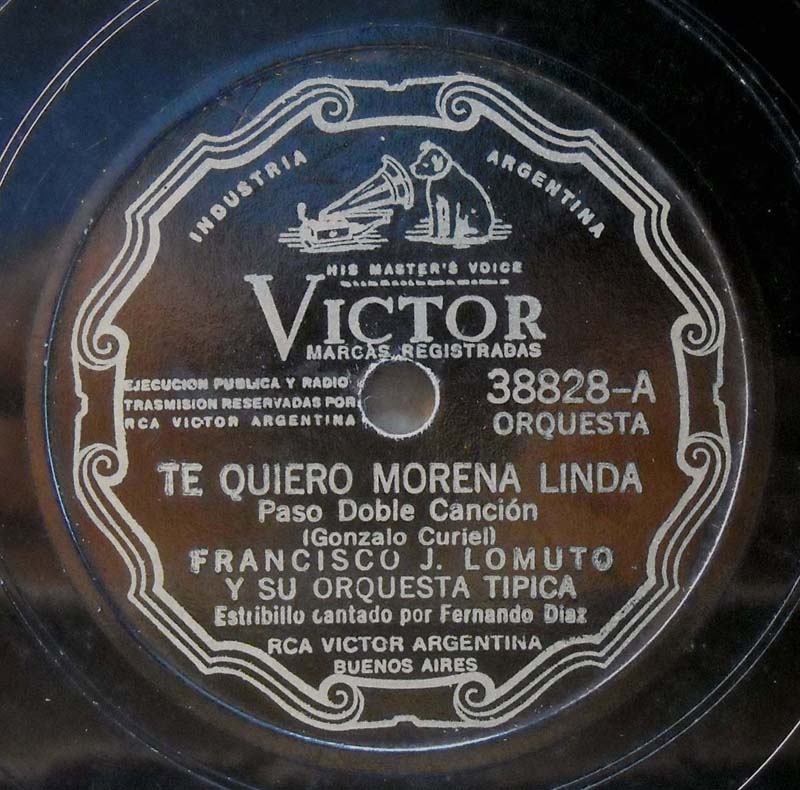 INDUSTRIA ARGENTINA
HIS MASTER'S VOICE
VICTOR
MARCAS REGISTRADAS
EJECUCION PUBLICA Y RADIO
TRASMISION RESERVADAS POR
RCA VICTOR ARGENTINA
38828-A
ORQUESTA
TE QUIERO MORENA LINDA
Paso Doble Canción
(Gonzalo Curiel)
FRANCISCO J. LOMUTO
Y SU ORQUESTA TIPICA
Estribillo cantado por Fernando Diaz
RCA VICTOR ARGENTINA
BUENOS AIRES